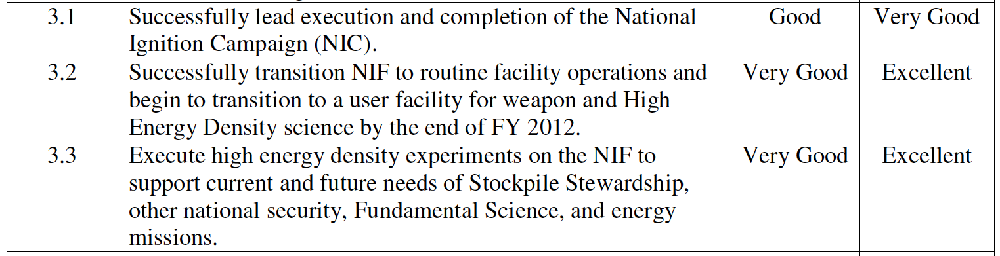 3.1 Successfully lead execution and completion of the National Good Very Good
Ignition Campaign (NIC).
3.2 Successfully transition NIF to routine facility operations and Very Good Excellent
begin to transition to a user facility for weapon and High
Energy Density science by the end of FY 2012.
3.3 Execute high energy density experiments on the NIF to Very Good Excellent
support current and future needs of Stockpile Stewardship,
other national security, Fundamental Science, and energy
missions.